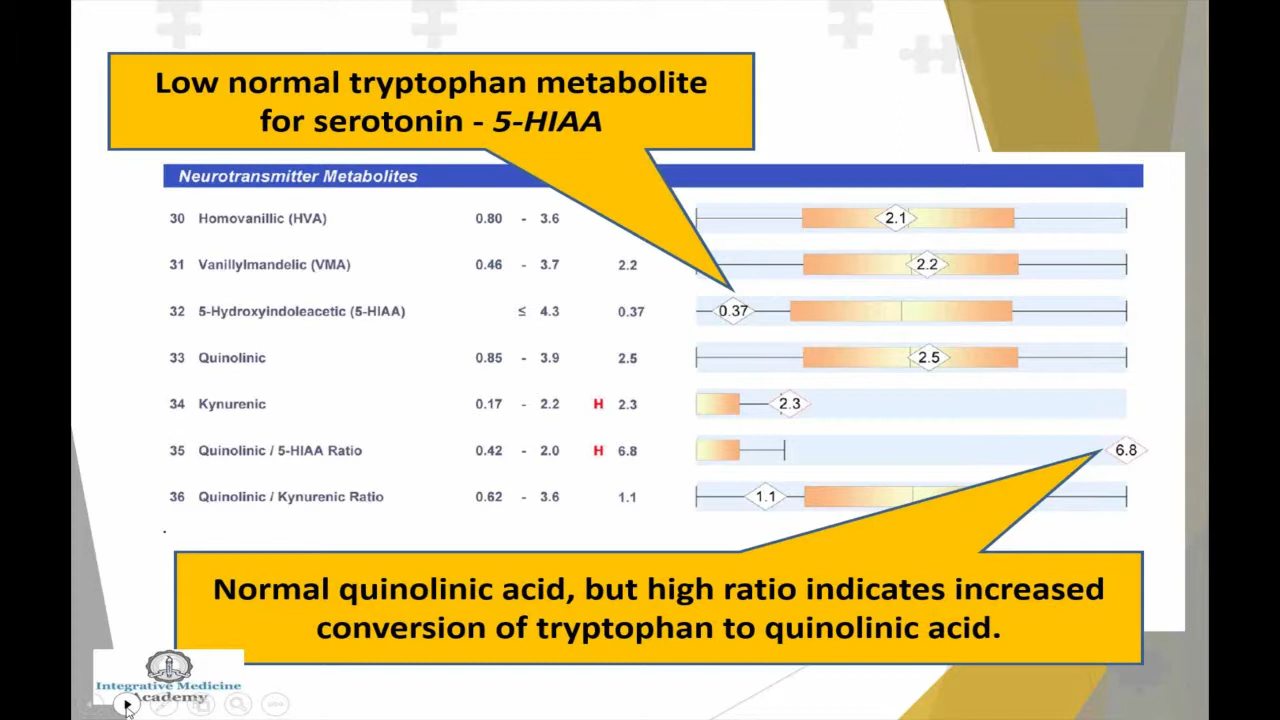 Low normal tryptophan metabolite
for serotonin - 5-HIAA
Neurotransmitter Metabolites
30 Homovanillic (HVA) 0.80 - 3.6 2.1
31 Vanillylmandelic (VMA) 0.46 - 3.7 2.2 2.2
32 5-Hydroxyindoleacetic (5-HIAA) ≤ 4.3 0.37 0.37
33 Quinolinic 0.85 - 3.9 2.5 2.5
34 Kynurenic 0.17 - 2.2 H 2.3 2.3
35 Quinolinic / 5-HIAA Ratio 0.42 - 2.0 H 6.8 6.8
36 Quinolinic / Kynurenic Ratio 0.62 - 3.6 1.1 1.1
.
Normal quinolinic acid, but high ratio indicates increased
conversion of tryptophan to quinolinic acid.
Integrative Medicine
Academy